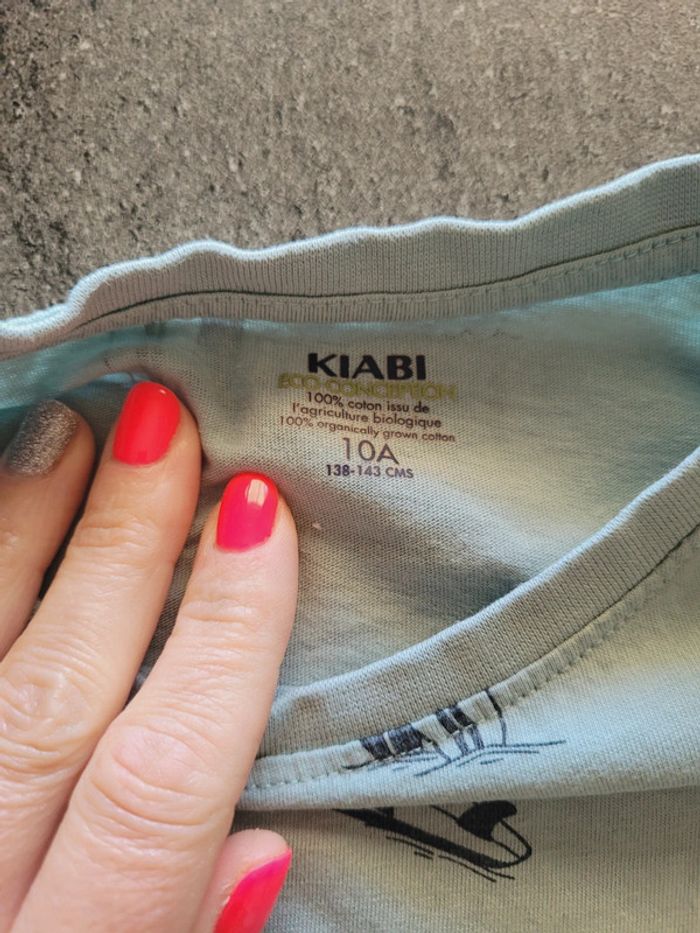 KIABI
ECO-CONCEPTION
100% coton issu de
l'agriculture biologique
100% organically grown cotton
10A
138-143 CMS